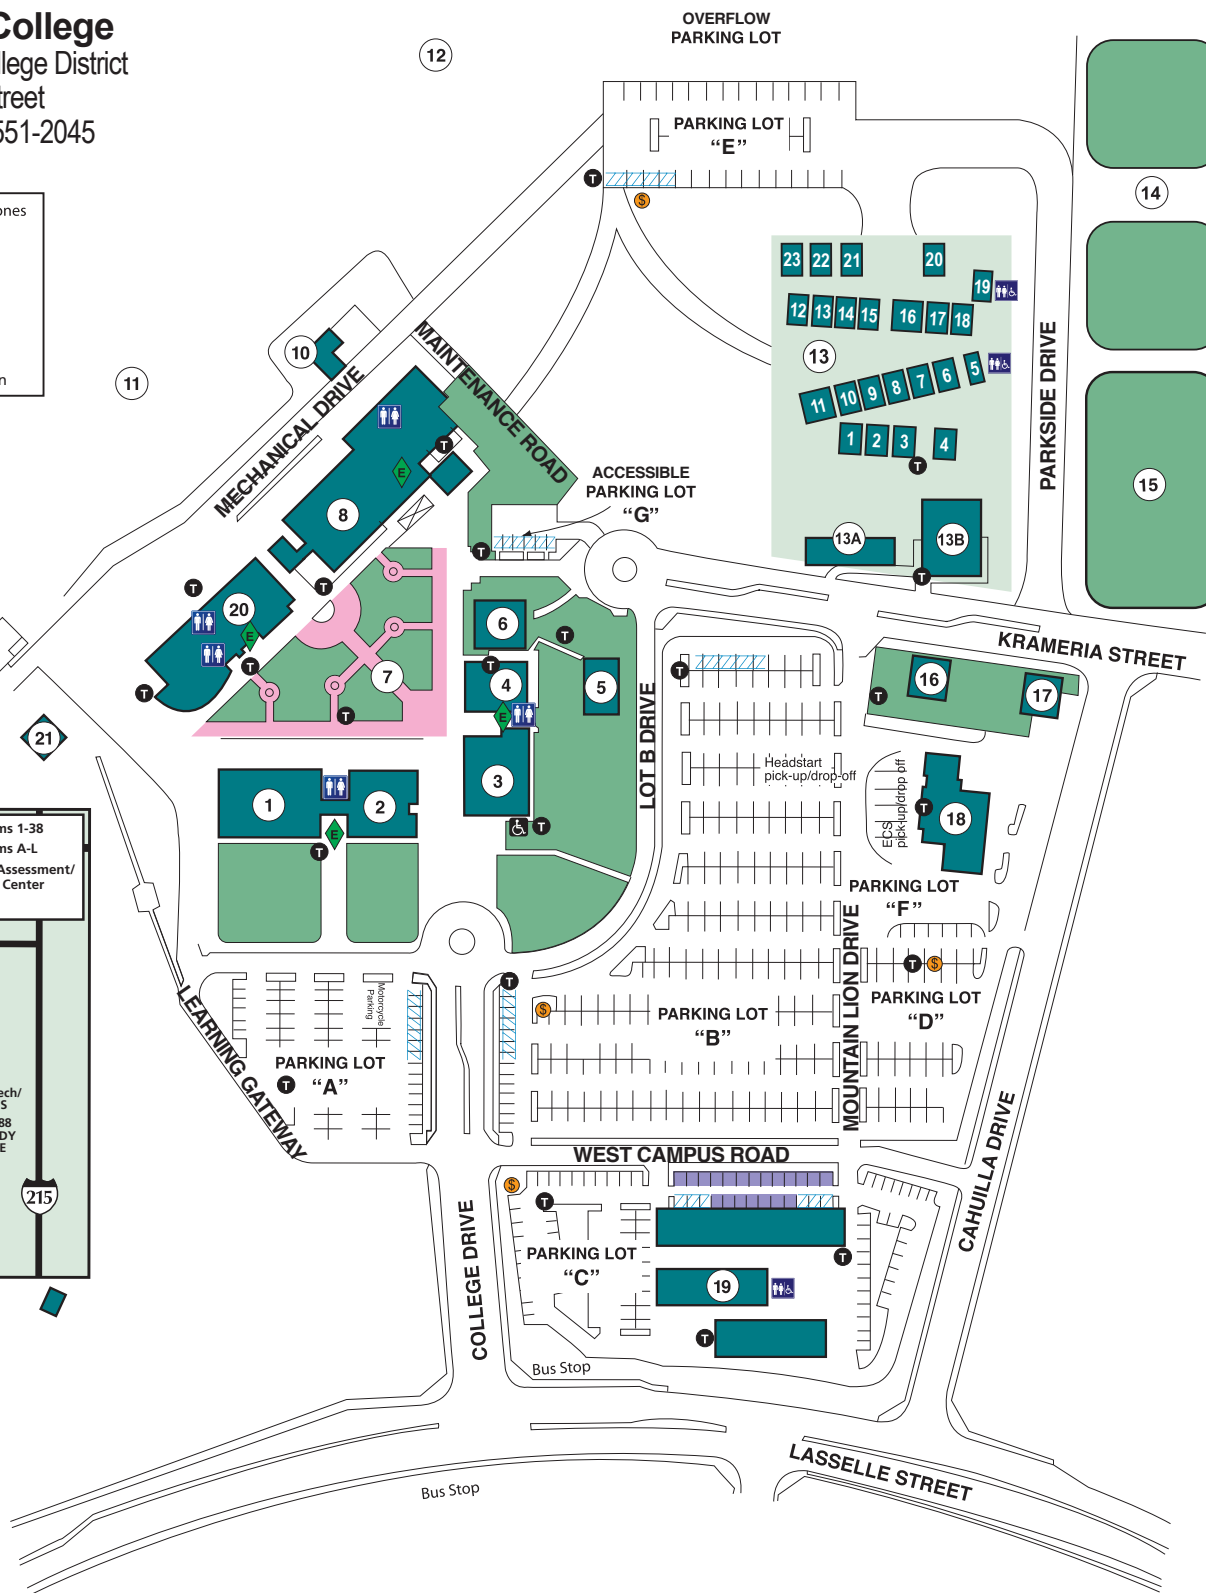 College
llege District
treet
551-2045
OVERFLOW
PARKING LOT
12
PARKING LOT
“E”
T
$
ones
n
14
23
22
21
20
19
12
13
14
15
16
17
18
13
11
10
9
8
7
6
5
1
2
3
4
T
PARKSIDE DRIVE
15
10
11
MECHANICAL DRIVE
MAINTENANCE ROAD
T
E
8
ACCESSIBLE
PARKING LOT
“G”
T
13A
13B
T
T
T
20
E
T
T
7
T
6
T
T
4
5
E
3
T
LOT B DRIVE
T
KRAMERIA STREET
16
17
T
Headstart
pick-up/drop-off
ECS
pick-up/drop off
T
18
21
1
2
E
T
ms 1-38
ms A-L
Assessment/
Center
PARKING LOT
“F”
MOUNTAIN LION DRIVE
T
$
PARKING LOT
“D”
LEARNING GATEWAY
Motorcycle
Parking
T
$
PARKING LOT
“B”
PARKING LOT
“A”
T
ech/
S
88
DY
E
215
WEST CAMPUS ROAD
CAHUILLA DRIVE
COLLEGE DRIVE
$
T
PARKING LOT
“C”
T
19
T
Bus Stop
LASSELLE STREET
Bus Stop